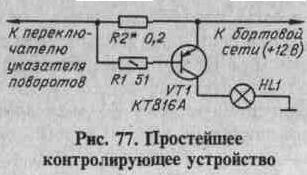 К переклю-
чателю
указателя
поворотов
R2* 0,2
К бортовой
сети (+12В)
R1 51
VT1
КТ816А
HL1
Рис. 77. Простейшее
контролирующее устройство